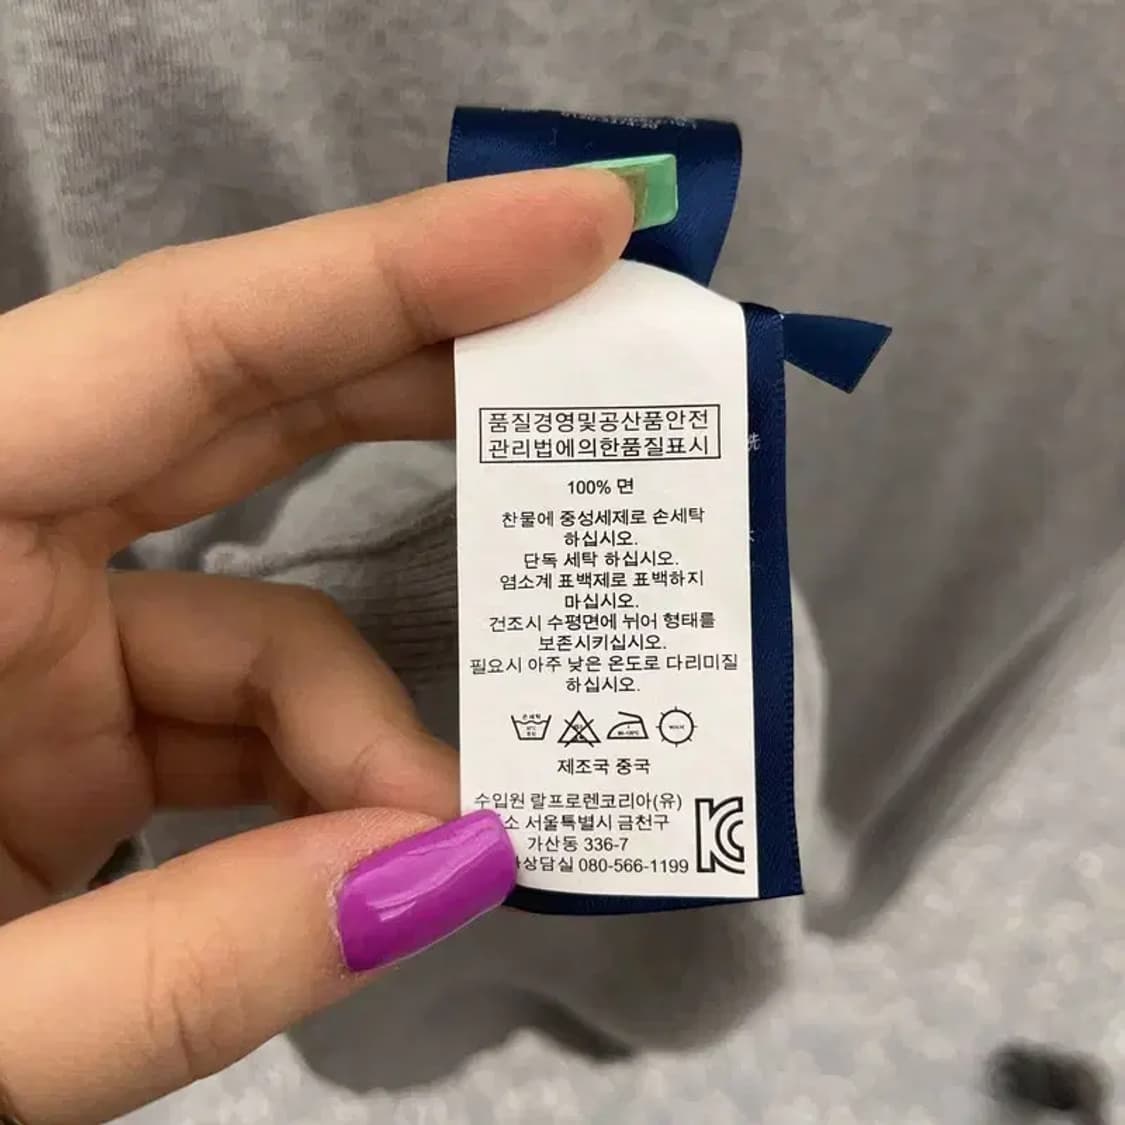 품질경영및공산품안전
관리법에의한품질표시
100% 면
찬물에 중성세제로 손세탁
하십시오.
단독 세탁 하십시오.
염소계 표백제로 표백하지
마십시오.
건조시 수평면에 뉘어 형태를
보존시키십시오.
필요시 아주 낮은 온도로 다리미질
하십시오.
손세탁
제조국 중국
수입원 랄프로렌코리아(유)
서울특별시 금천구
가산동 336-7
상담실 080-566-1199
洗